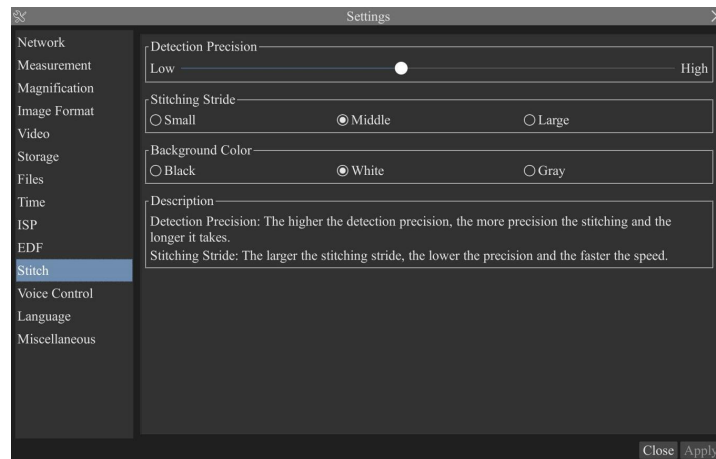 Settings
Network
Measurement
Magnification
Image Format
Video
Storage
Files
Time
ISP
EDF
Stitch
Voice Control
Language
Miscellaneous
Detection Precision
Low High
Stitching Stride
Small Middle Large
Background Color
Black White Gray
Description
Detection Precision: The higher the detection precision, the more precision the stitching and the
longer it takes.
Stitching Stride: The larger the stitching stride, the lower the precision and the faster the speed.
Close Apply